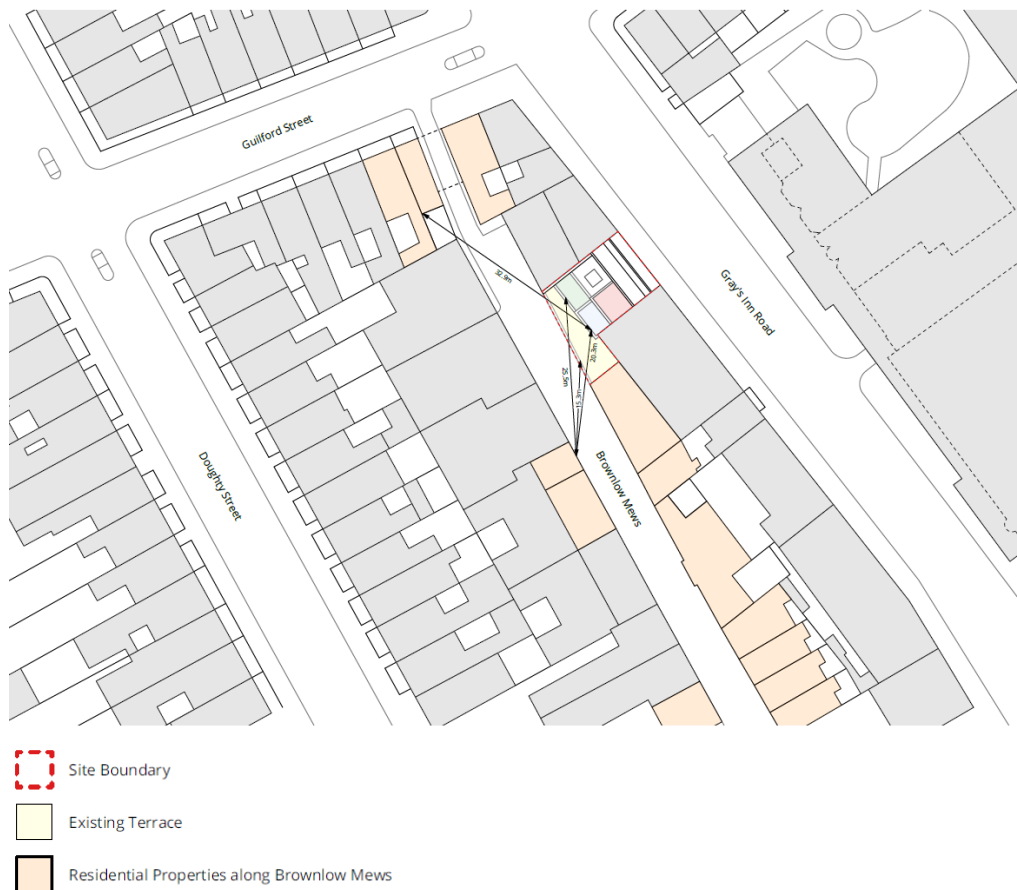 Guilford Street
32.9m
Gray's Inn Road
20.3m
25.5m
15.3m
Brownlow Mews
Doughty Street
Site Boundary
Existing Terrace
Residential Properties along Brownlow Mews